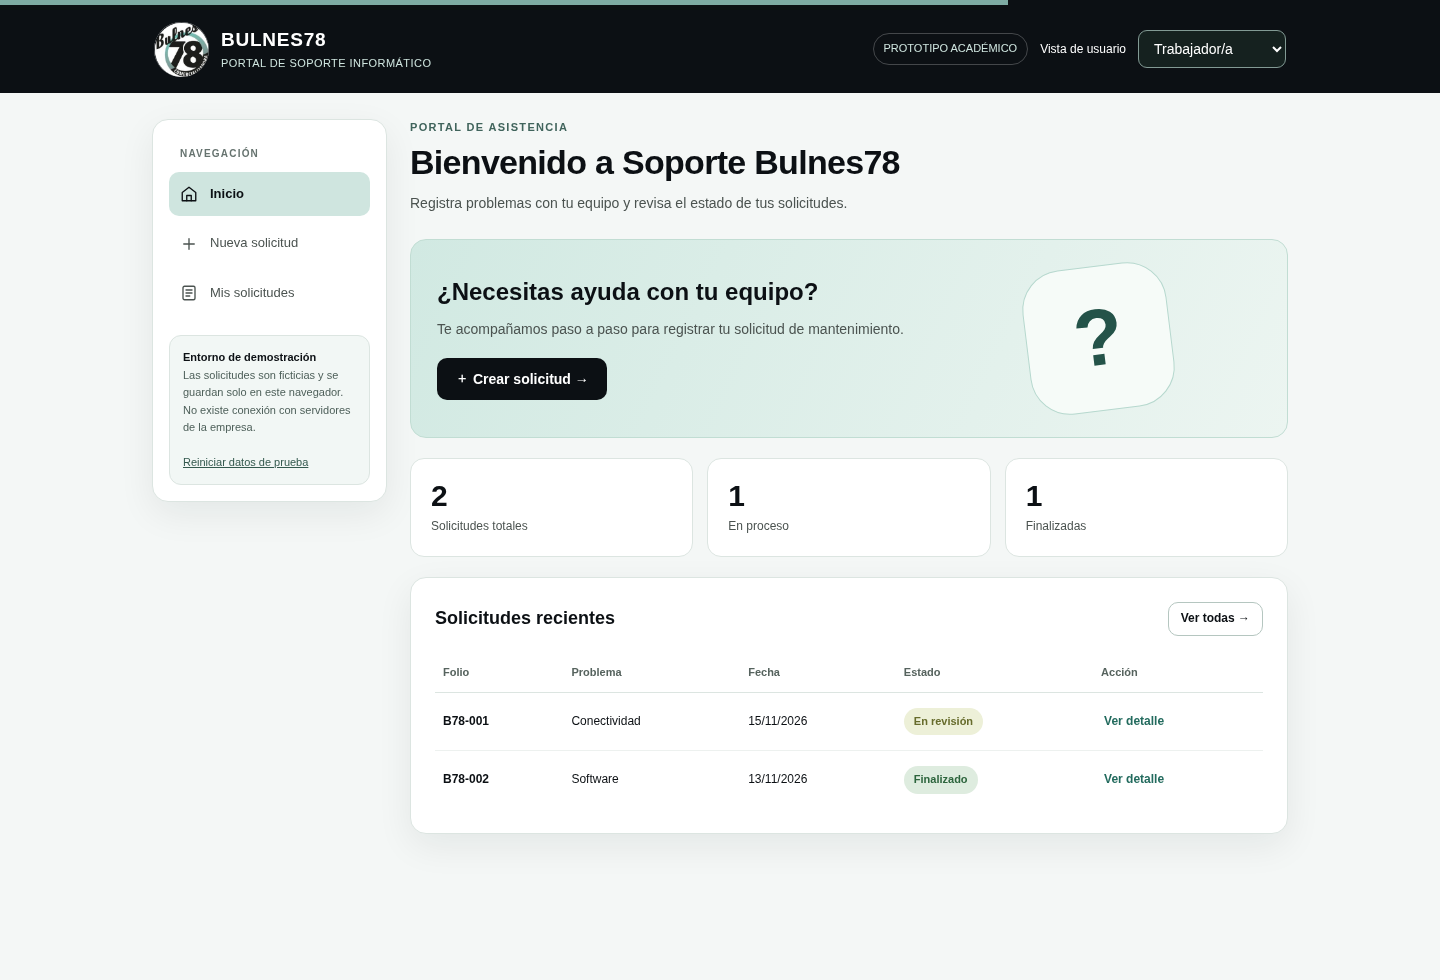 Bulnes
78
BULNES78
PORTAL DE SOPORTE INFORMÁTICO
PROTOTIPO ACADÉMICO
Vista de usuario
Trabajador/a
NAVEGACIÓN
Inicio
Nueva solicitud
Mis solicitudes
Entorno de demostración
Las solicitudes son ficticias y se
guardan solo en este navegador.
No existe conexión con servidores
de la empresa.
Reiniciar datos de prueba
PORTAL DE ASISTENCIA
Bienvenido a Soporte Bulnes78
Registra problemas con tu equipo y revisa el estado de tus solicitudes.
¿Necesitas ayuda con tu equipo?
Te acompañamos paso a paso para registrar tu solicitud de mantenimiento.
+ Crear solicitud →
?
2
Solicitudes totales
1
En proceso
1
Finalizadas
Solicitudes recientes
Ver todas →
Folio Problema Fecha Estado Acción
B78-001 Conectividad 15/11/2026 En revisión Ver detalle
B78-002 Software 13/11/2026 Finalizado Ver detalle